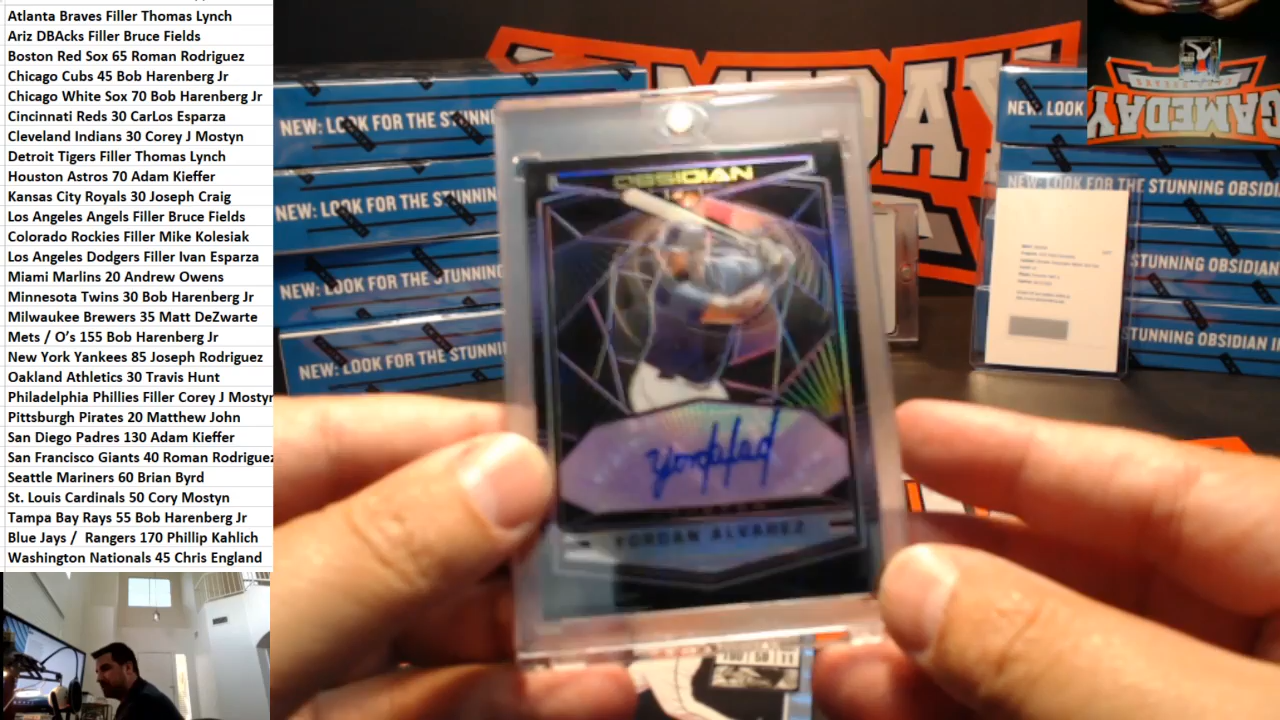 Atlanta Braves Filler Thomas Lynch
Ariz DBAcks Filler Bruce Fields
Boston Red Sox 65 Roman Rodriguez
Chicago Cubs 45 Bob Harenberg Jr
Chicago White Sox 70 Bob Harenberg Jr
Cincinnati Reds 30 CarLos Esparza
Cleveland Indians 30 Corey J Mostyn
Detroit Tigers Filler Thomas Lynch
Houston Astros 70 Adam Kieffer
Kansas City Royals 30 Joseph Craig
Los Angeles Angels Filler Bruce Fields
Colorado Rockies Filler Mike Kolesiak
Los Angeles Dodgers Filler Ivan Esparza
Miami Marlins 20 Andrew Owens
Minnesota Twins 30 Bob Harenberg Jr
Milwaukee Brewers 35 Matt DeZwarte
Mets / O's 155 Bob Harenberg Jr
New York Yankees 85 Joseph Rodriguez
Oakland Athletics 30 Travis Hunt
Philadelphia Phillies Filler Corey J Mostyn
Pittsburgh Pirates 20 Matthew John
San Diego Padres 130 Adam Kieffer
San Francisco Giants 40 Roman Rodriguez
Seattle Mariners 60 Brian Byrd
St. Louis Cardinals 50 Cory Mostyn
Tampa Bay Rays 55 Bob Harenberg Jr
Blue Jays /  Rangers 170 Phillip Kahlich
Washington Nationals 45 Chris England
NEW: LOOK FOR THE STUNNI
NEW: LOOK FOR THE STUNNIN
NEW: LOOK FOR THE STUNNING
NEW: LOOK FOR THE STUNNI
OBSIDIAN
YORDAN ALVAREZ
NEW: LOOK
NEW: LOOK FOR THE STUNNING OBSIDI
STUNNING OBSIDIA
STUNNING OBSIDIAN I
GAMEDAY